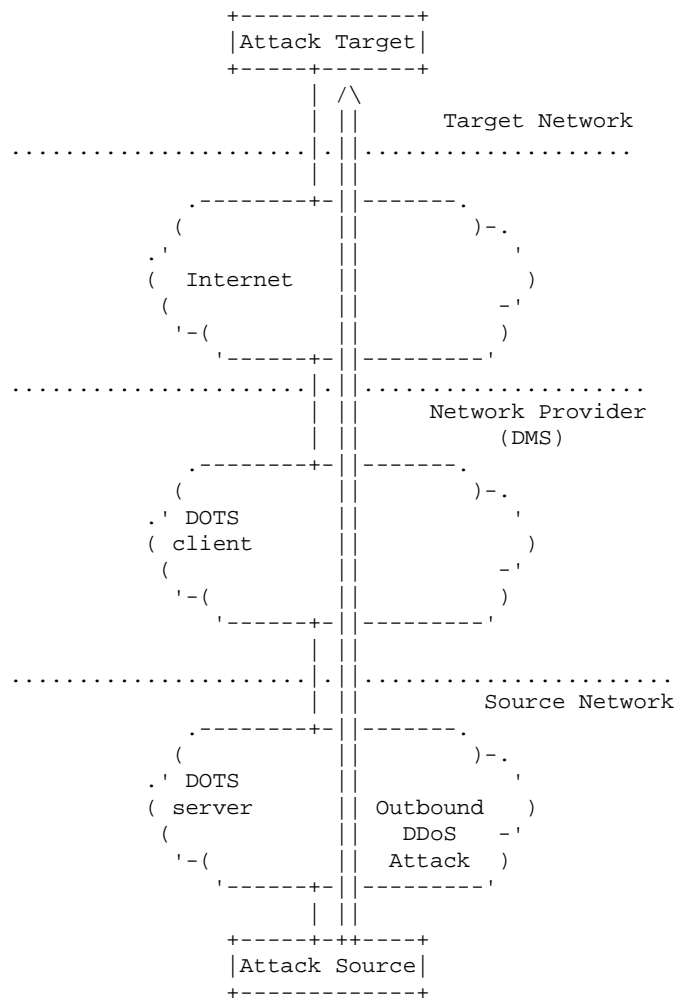 Attack Target
Target Network
Internet
Network Provider
(DMS)
DOTS
client
Source Network
DOTS
server Outbound
DDoS
Attack
Attack Source